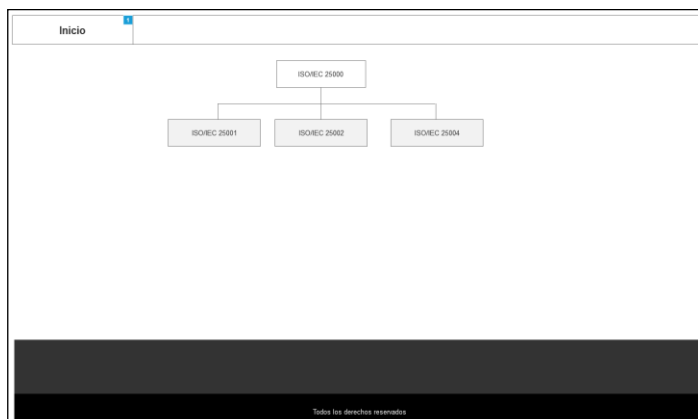 Inicio
1
ISO/IEC 25000
ISO/IEC 25001
ISO/IEC 25002
ISO/IEC 25004
Todos los derechos reservados